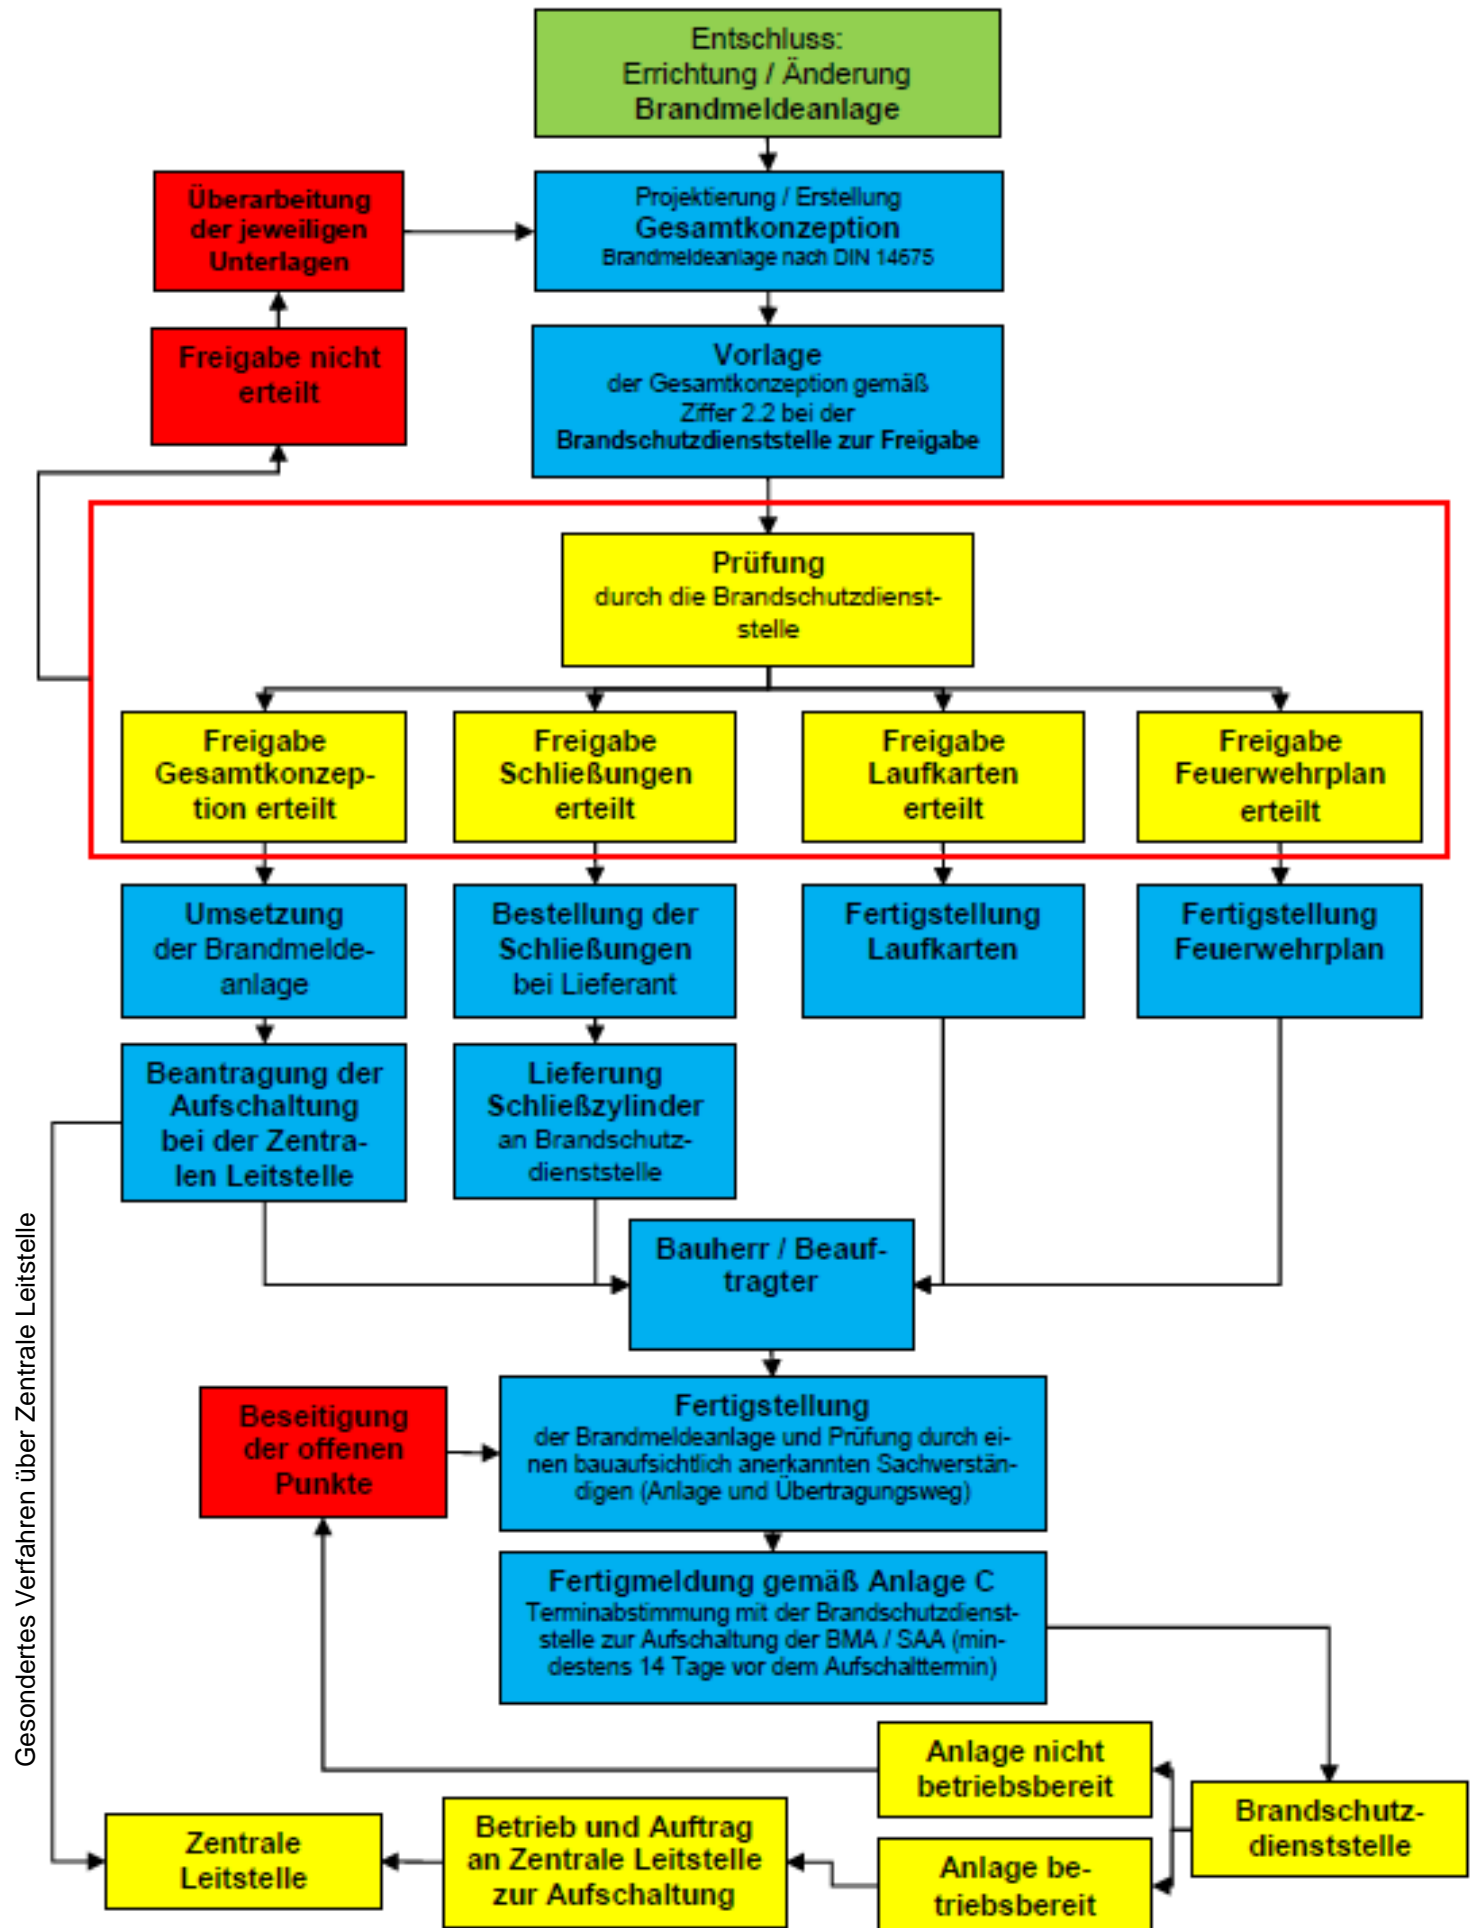 Entschluss:
Errichtung / Änderung
Brandmeldeanlage
Überarbeitung
der jeweiligen
Unterlagen
Projektierung / Erstellung
Gesamtkonzeption
Brandmeldeanlage nach DIN 14675
Freigabe nicht
erteilt
Vorlage
der Gesamtkonzeption gemäß
Ziffer 2.2 bei der
Brandschutzdienststelle zur Freigabe
Prüfung
durch die Brandschutzdienst-
stelle
Freigabe
Gesamtkonzep-
tion erteilt
Freigabe
Schließungen
erteilt
Freigabe
Laufkarten
erteilt
Freigabe
Feuerwehrplan
erteilt
Umsetzung
der Brandmelde-
anlage
Bestellung der
Schließungen
bei Lieferant
Fertigstellung
Laufkarten
Fertigstellung
Feuerwehrplan
Beantragung der
Aufschaltung
bei der Zentra-
len Leitstelle
Lieferung
Schließzylinder
an Brandschutz-
dienststelle
Bauherr / Beauf-
tragter
Gesondertes Verfahren über Zentrale Leitstelle
Beseitigung
der offenen
Punkte
Fertigstellung
der Brandmeldeanlage und Prüfung durch ei-
nen bauaufsichtlich anerkannten Sachverstän-
digen (Anlage und Übertragungsweg)
Fertigmeldung gemäß Anlage C
Terminabstimmung mit der Brandschutzdienst-
stelle zur Aufschaltung der BMA / SAA (min-
destens 14 Tage vor dem Aufschalttermin)
Anlage nicht
betriebsbereit
Brandschutz-
dienststelle
Anlage be-
triebsbereit
Betrieb und Auftrag
an Zentrale Leitstelle
zur Aufschaltung
Zentrale
Leitstelle